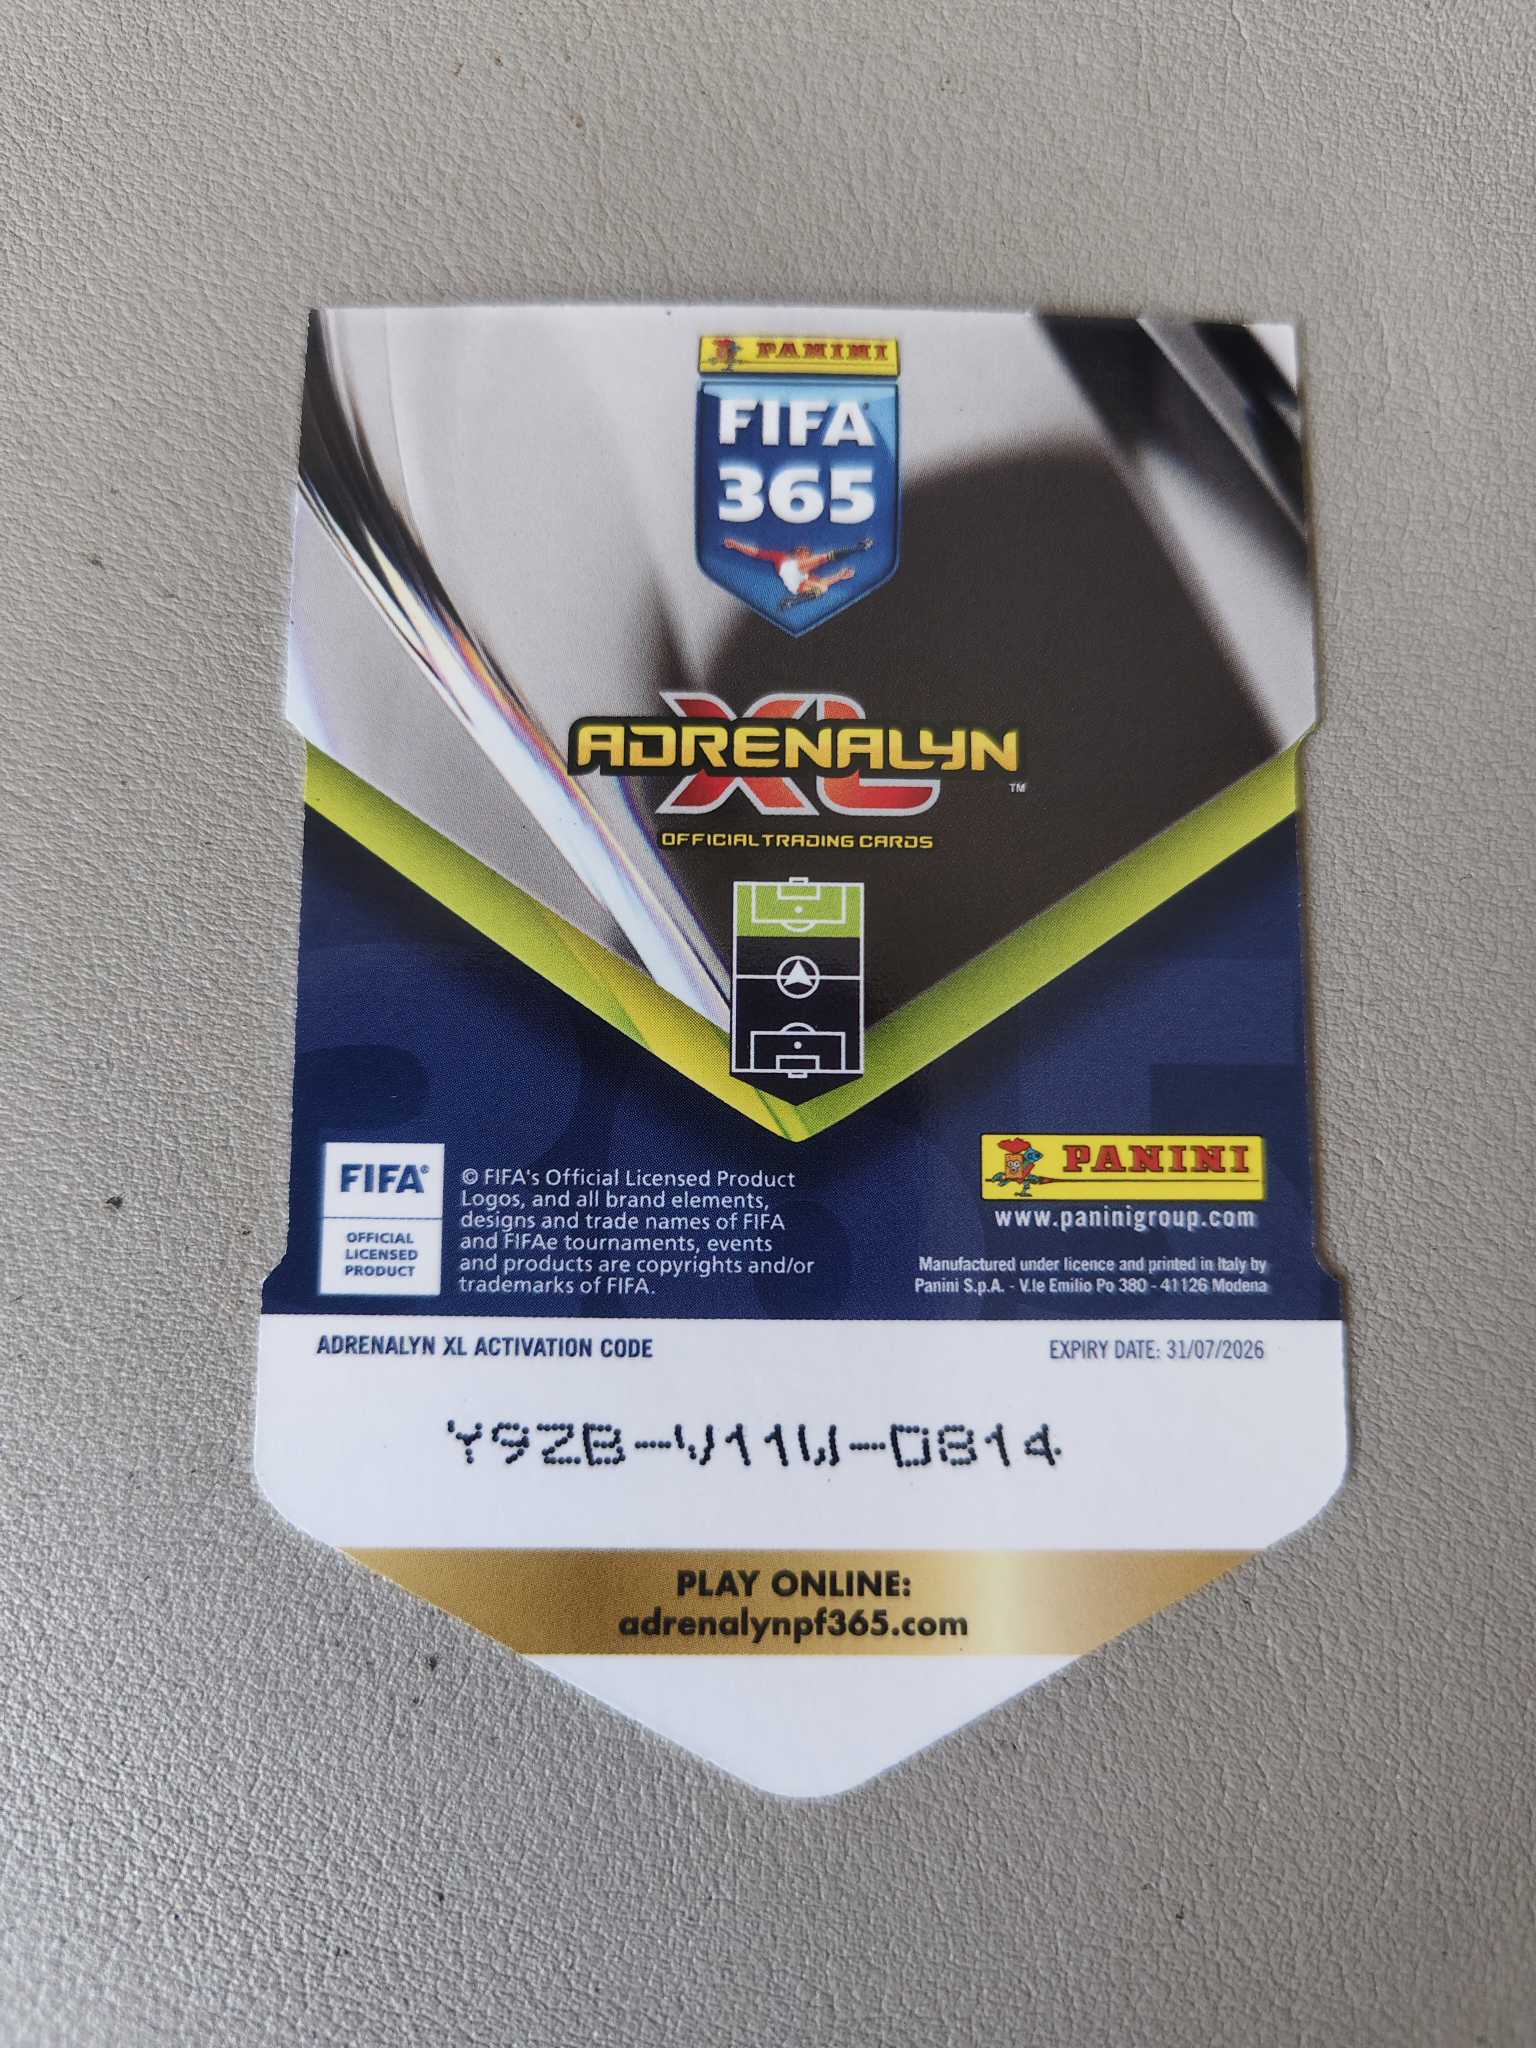 PANINI
FIFA
365
ADRENALYN
XL
™
OFFICIAL TRADING CARDS
FIFA®
OFFICIAL
LICENSED
PRODUCT
© FIFA's Official Licensed Product
Logos, and all brand elements,
designs and trade names of FIFA
and FIFAe tournaments, events
and products are copyrights and/or
trademarks of FIFA.
PANINI
www.paninigroup.com
Manufactured under licence and printed in Italy by
Panini S.p.A. - V.le Emilio Po 380 - 41126 Modena
ADRENALYN XL ACTIVATION CODE
EXPIRY DATE: 31/07/2026
Y9ZB-V11W-D814
PLAY ONLINE:
adrenalynpf365.com